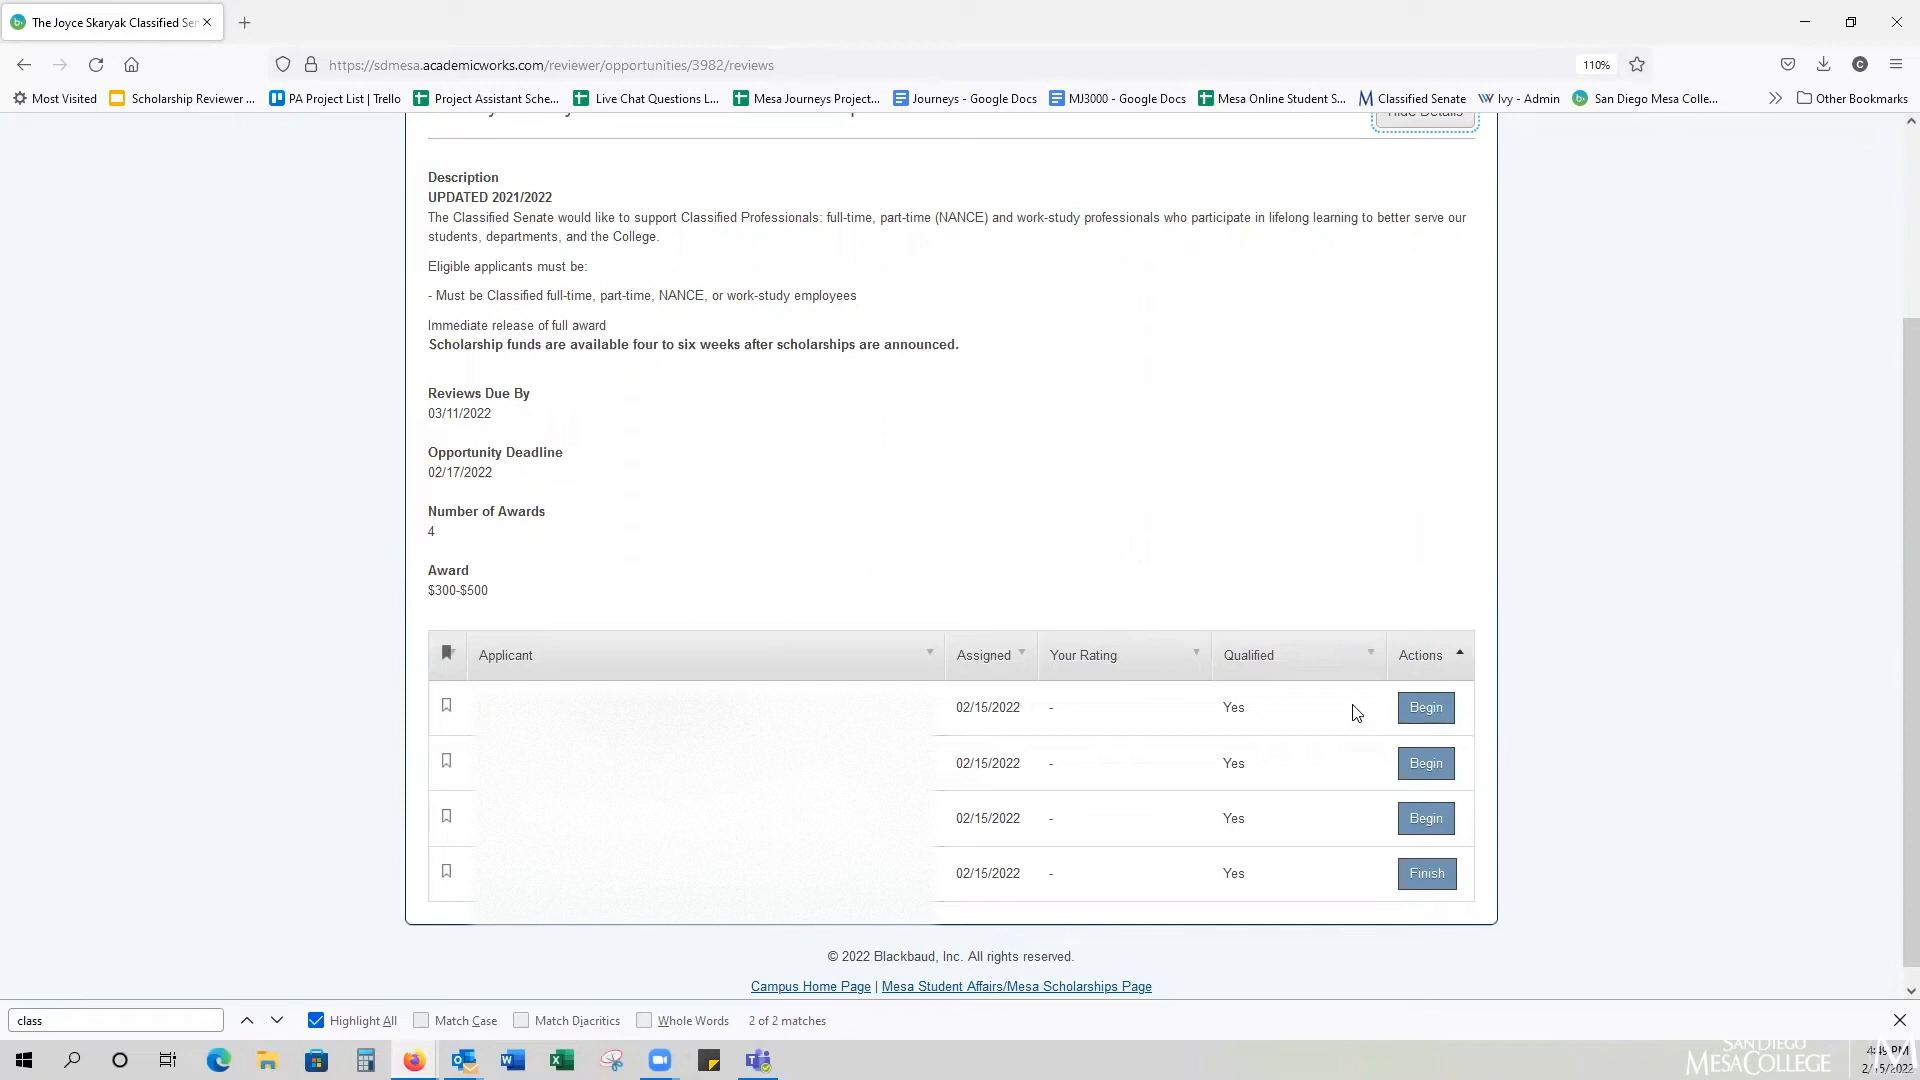 The Joyce Skaryak Classified Ser
https://sdmesa.academicworks.com/reviewer/opportunities/3982/reviews
110%
Most Visited
Scholarship Reviewer ...
PA Project List | Trello
Project Assistant Sche...
Live Chat Questions L...
Mesa Journeys Project...
Journeys - Google Docs
MJ3000 - Google Docs
Mesa Online Student S...
Classified Senate
Ivy - Admin
San Diego Mesa Colle...
Other Bookmarks
Hide Details
Description
UPDATED 2021/2022
The Classified Senate would like to support Classified Professionals: full-time, part-time (NANCE) and work-study professionals who participate in lifelong learning to better serve our
students, departments, and the College.
Eligible applicants must be:
- Must be Classified full-time, part-time, NANCE, or work-study employees
Immediate release of full award
Scholarship funds are available four to six weeks after scholarships are announced.
Reviews Due By
03/11/2022
Opportunity Deadline
02/17/2022
Number of Awards
4
Award
$300-$500
Applicant Assigned Your Rating Qualified Actions
02/15/2022 - Yes Begin
02/15/2022 - Yes Begin
02/15/2022 - Yes Begin
02/15/2022 - Yes Finish
© 2022 Blackbaud, Inc. All rights reserved.
Campus Home Page | Mesa Student Affairs/Mesa Scholarships Page
class
Highlight All
Match Case
Match Diacritics
Whole Words
2 of 2 matches
SAN DIEGO
MESA COLLEGE
4:49 PM
2/15/2022